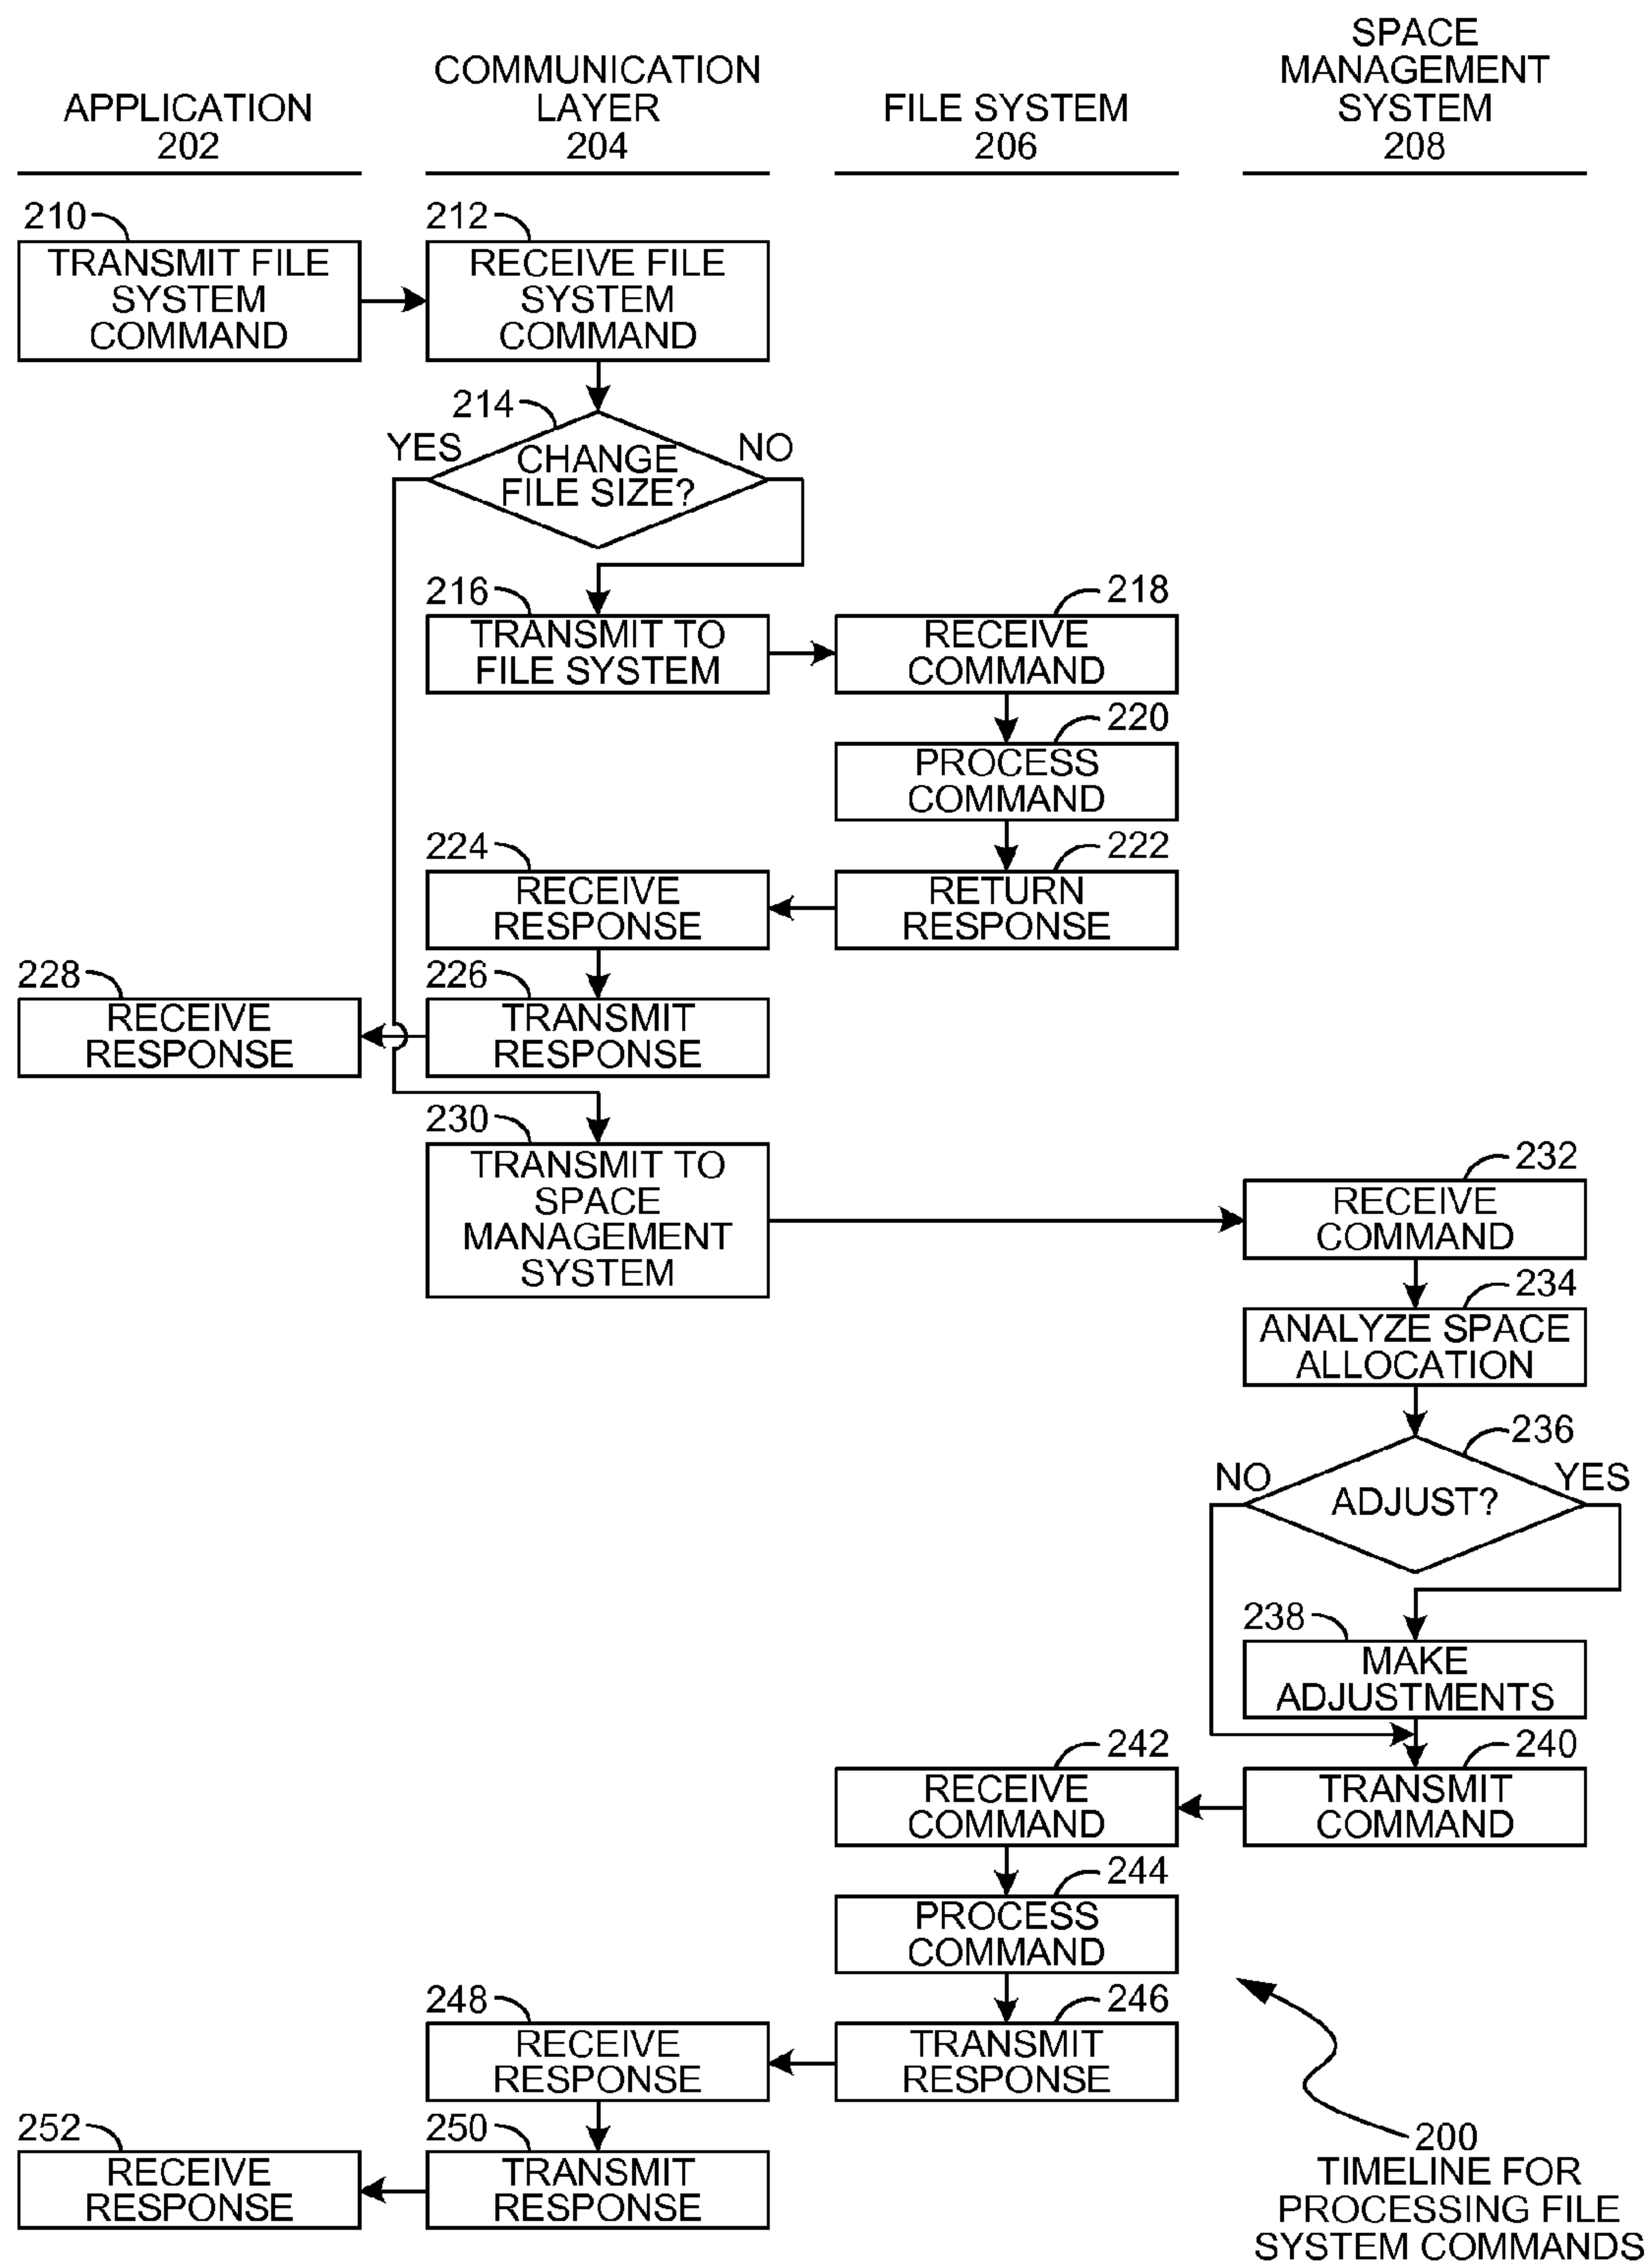 APPLICATION
202
COMMUNICATION
LAYER
204
FILE SYSTEM
206
SPACE
MANAGEMENT
SYSTEM
208
210
TRANSMIT FILE
SYSTEM
COMMAND
212
RECEIVE FILE
SYSTEM
COMMAND
214
YES
NO
CHANGE
FILE SIZE?
216
TRANSMIT TO
FILE SYSTEM
218
RECEIVE
COMMAND
220
PROCESS
COMMAND
222
RETURN
RESPONSE
224
RECEIVE
RESPONSE
226
TRANSMIT
RESPONSE
228
RECEIVE
RESPONSE
230
TRANSMIT TO
SPACE
MANAGEMENT
SYSTEM
232
RECEIVE
COMMAND
234
ANALYZE SPACE
ALLOCATION
236
NO
YES
ADJUST?
238
MAKE
ADJUSTMENTS
240
TRANSMIT
COMMAND
242
RECEIVE
COMMAND
244
PROCESS
COMMAND
246
TRANSMIT
RESPONSE
248
RECEIVE
RESPONSE
250
TRANSMIT
RESPONSE
252
RECEIVE
RESPONSE
200
TIMELINE FOR
PROCESSING FILE
SYSTEM COMMANDS